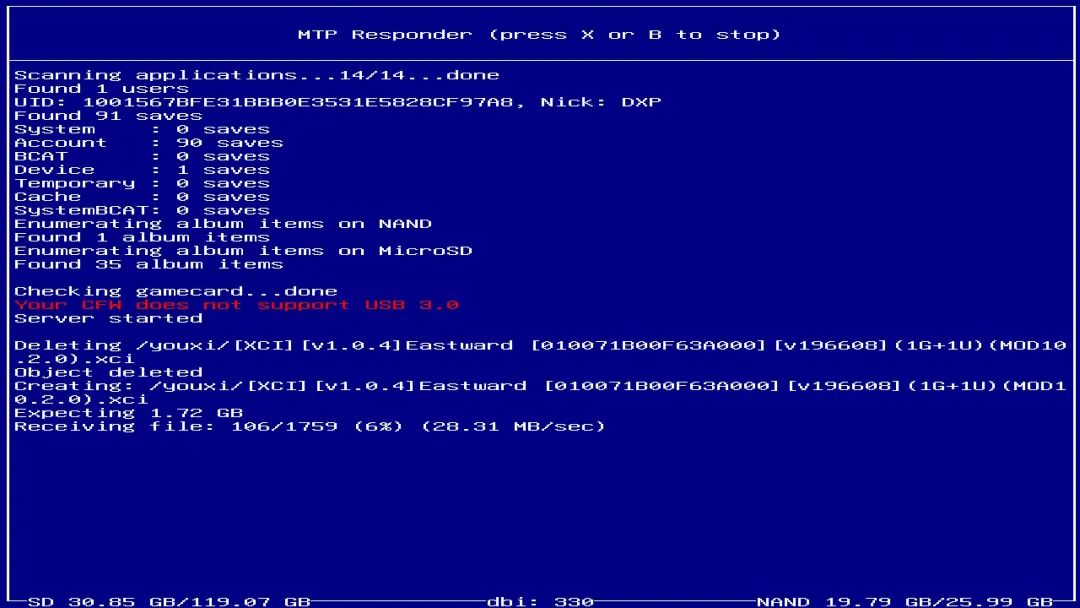 MTP Responder (press X or B to stop)
Scanning applications...14/14...done
Found 1 users
UID: 1001567BFE31BBB0E3531E5828CF97A8, Nick: DXP
Found 91 saves
System    : 0 saves
Account   : 90 saves
BCAT      : 0 saves
Device    : 1 saves
Temporary : 0 saves
Cache     : 0 saves
SystemBCAT: 0 saves
Enumerating album items on NAND
Found 1 album items
Enumerating album items on MicroSD
Found 35 album items
Checking gamecard...done
Your CFW does not support USB 3.0
Server started
Deleting /youxi/[XCI][v1.0.4]Eastward [010071B00F63A000][v196608](1G+1U)(MOD10
.2.0).xci
Object deleted
Creating: /youxi/[XCI][v1.0.4]Eastward [010071B00F63A000][v196608](1G+1U)(MOD1
0.2.0).xci
Expecting 1.72 GB
Receiving file: 106/1759 (6%) (28.31 MB/sec)
SD 30.85 GB/119.07 GB dbi: 330 NAND 19.79 GB/25.99 GB